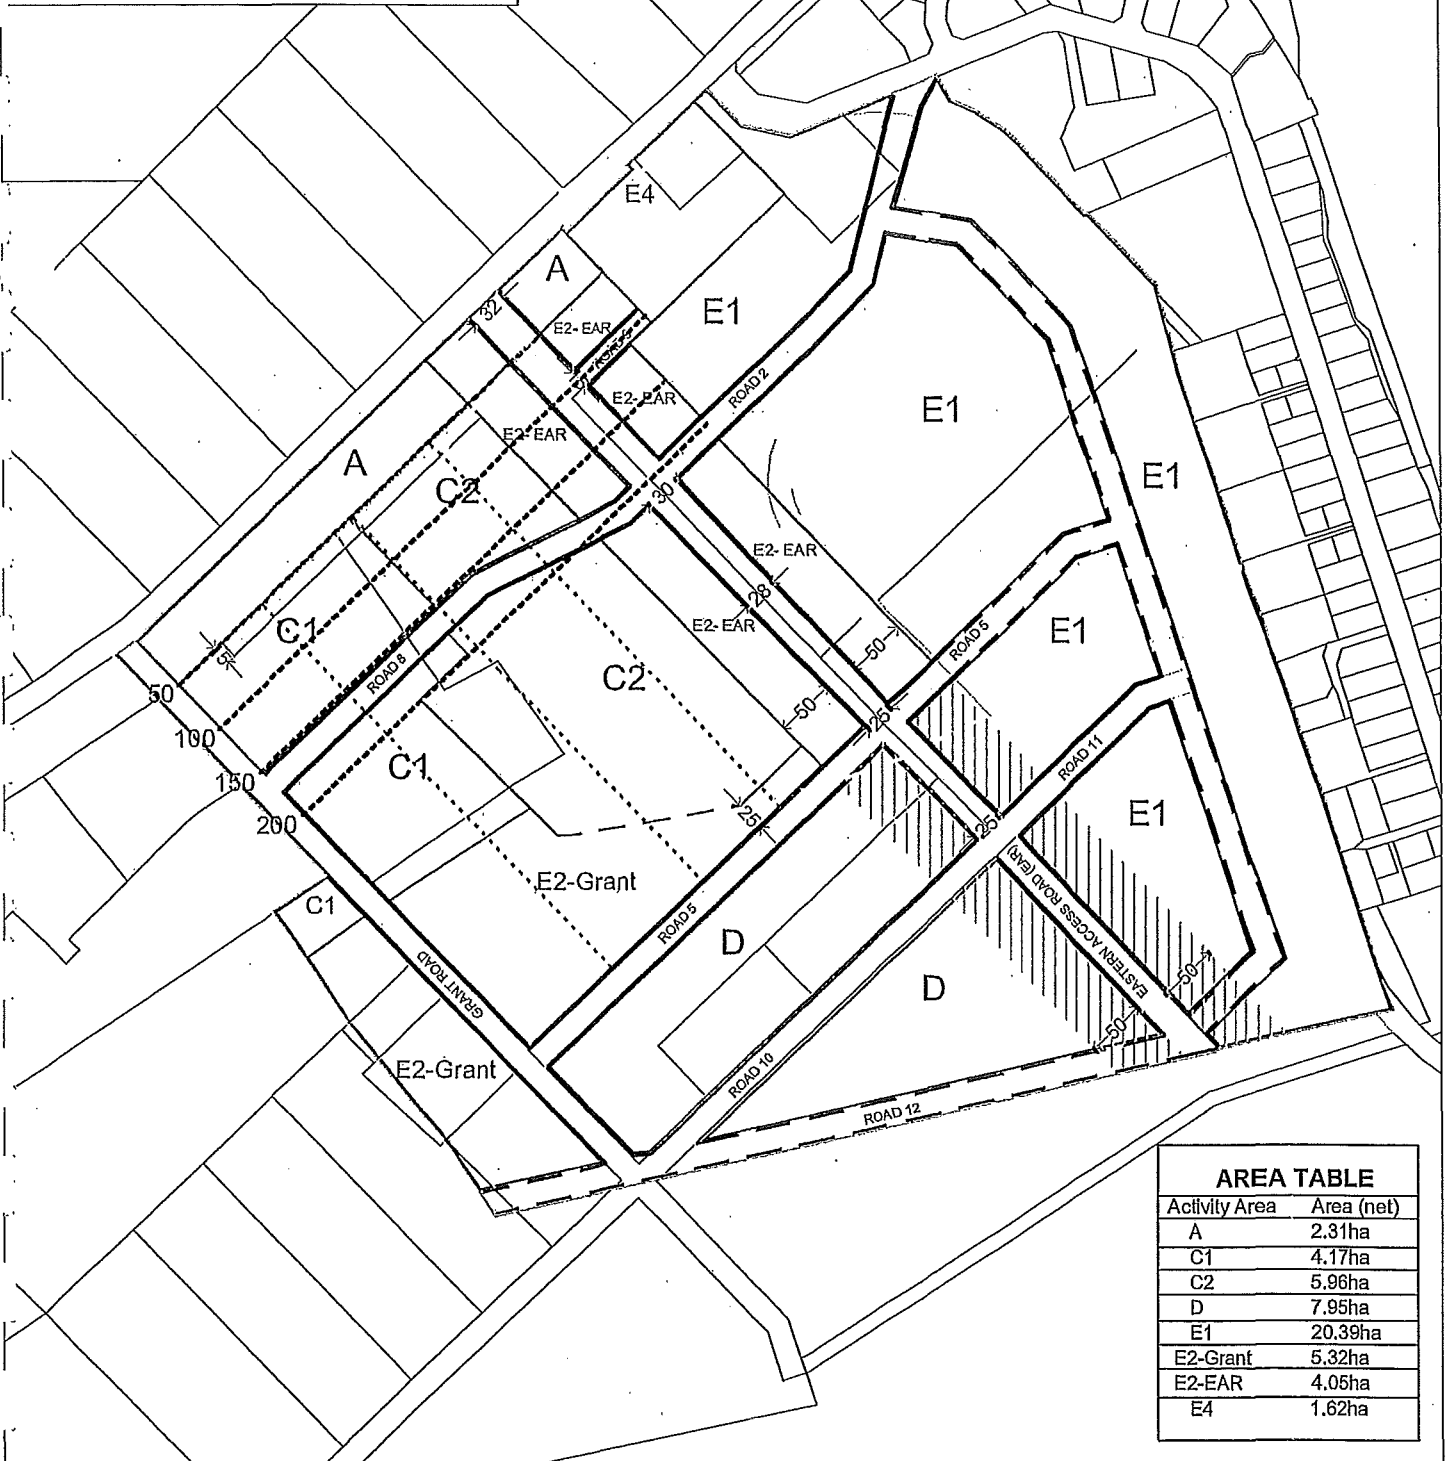 E4
A
32
E2- EAR
ROAD 9
E1
E2- EAR
ROAD 2
E2- EAR
A
E1
C2
30
E1
E2- EAR
28
C1
E2- EAR
50
ROAD 5
E1
15
ROAD 8
C2
50
50
25
100
C1
ROAD 11
150
25
E1
200
25
E2-Grant
EASTERN ACCESS ROAD (EAR)
C1
ROAD 5
D
GRANT ROAD
D
50
50
E2-Grant
ROAD 10
ROAD 12
AREA TABLE
Activity Area Area (net)
A 2.31ha
C1 4.17ha
C2 5.96ha
D 7.95ha
E1 20.39ha
E2-Grant 5.32ha
E2-EAR 4.05ha
E4 1.62ha